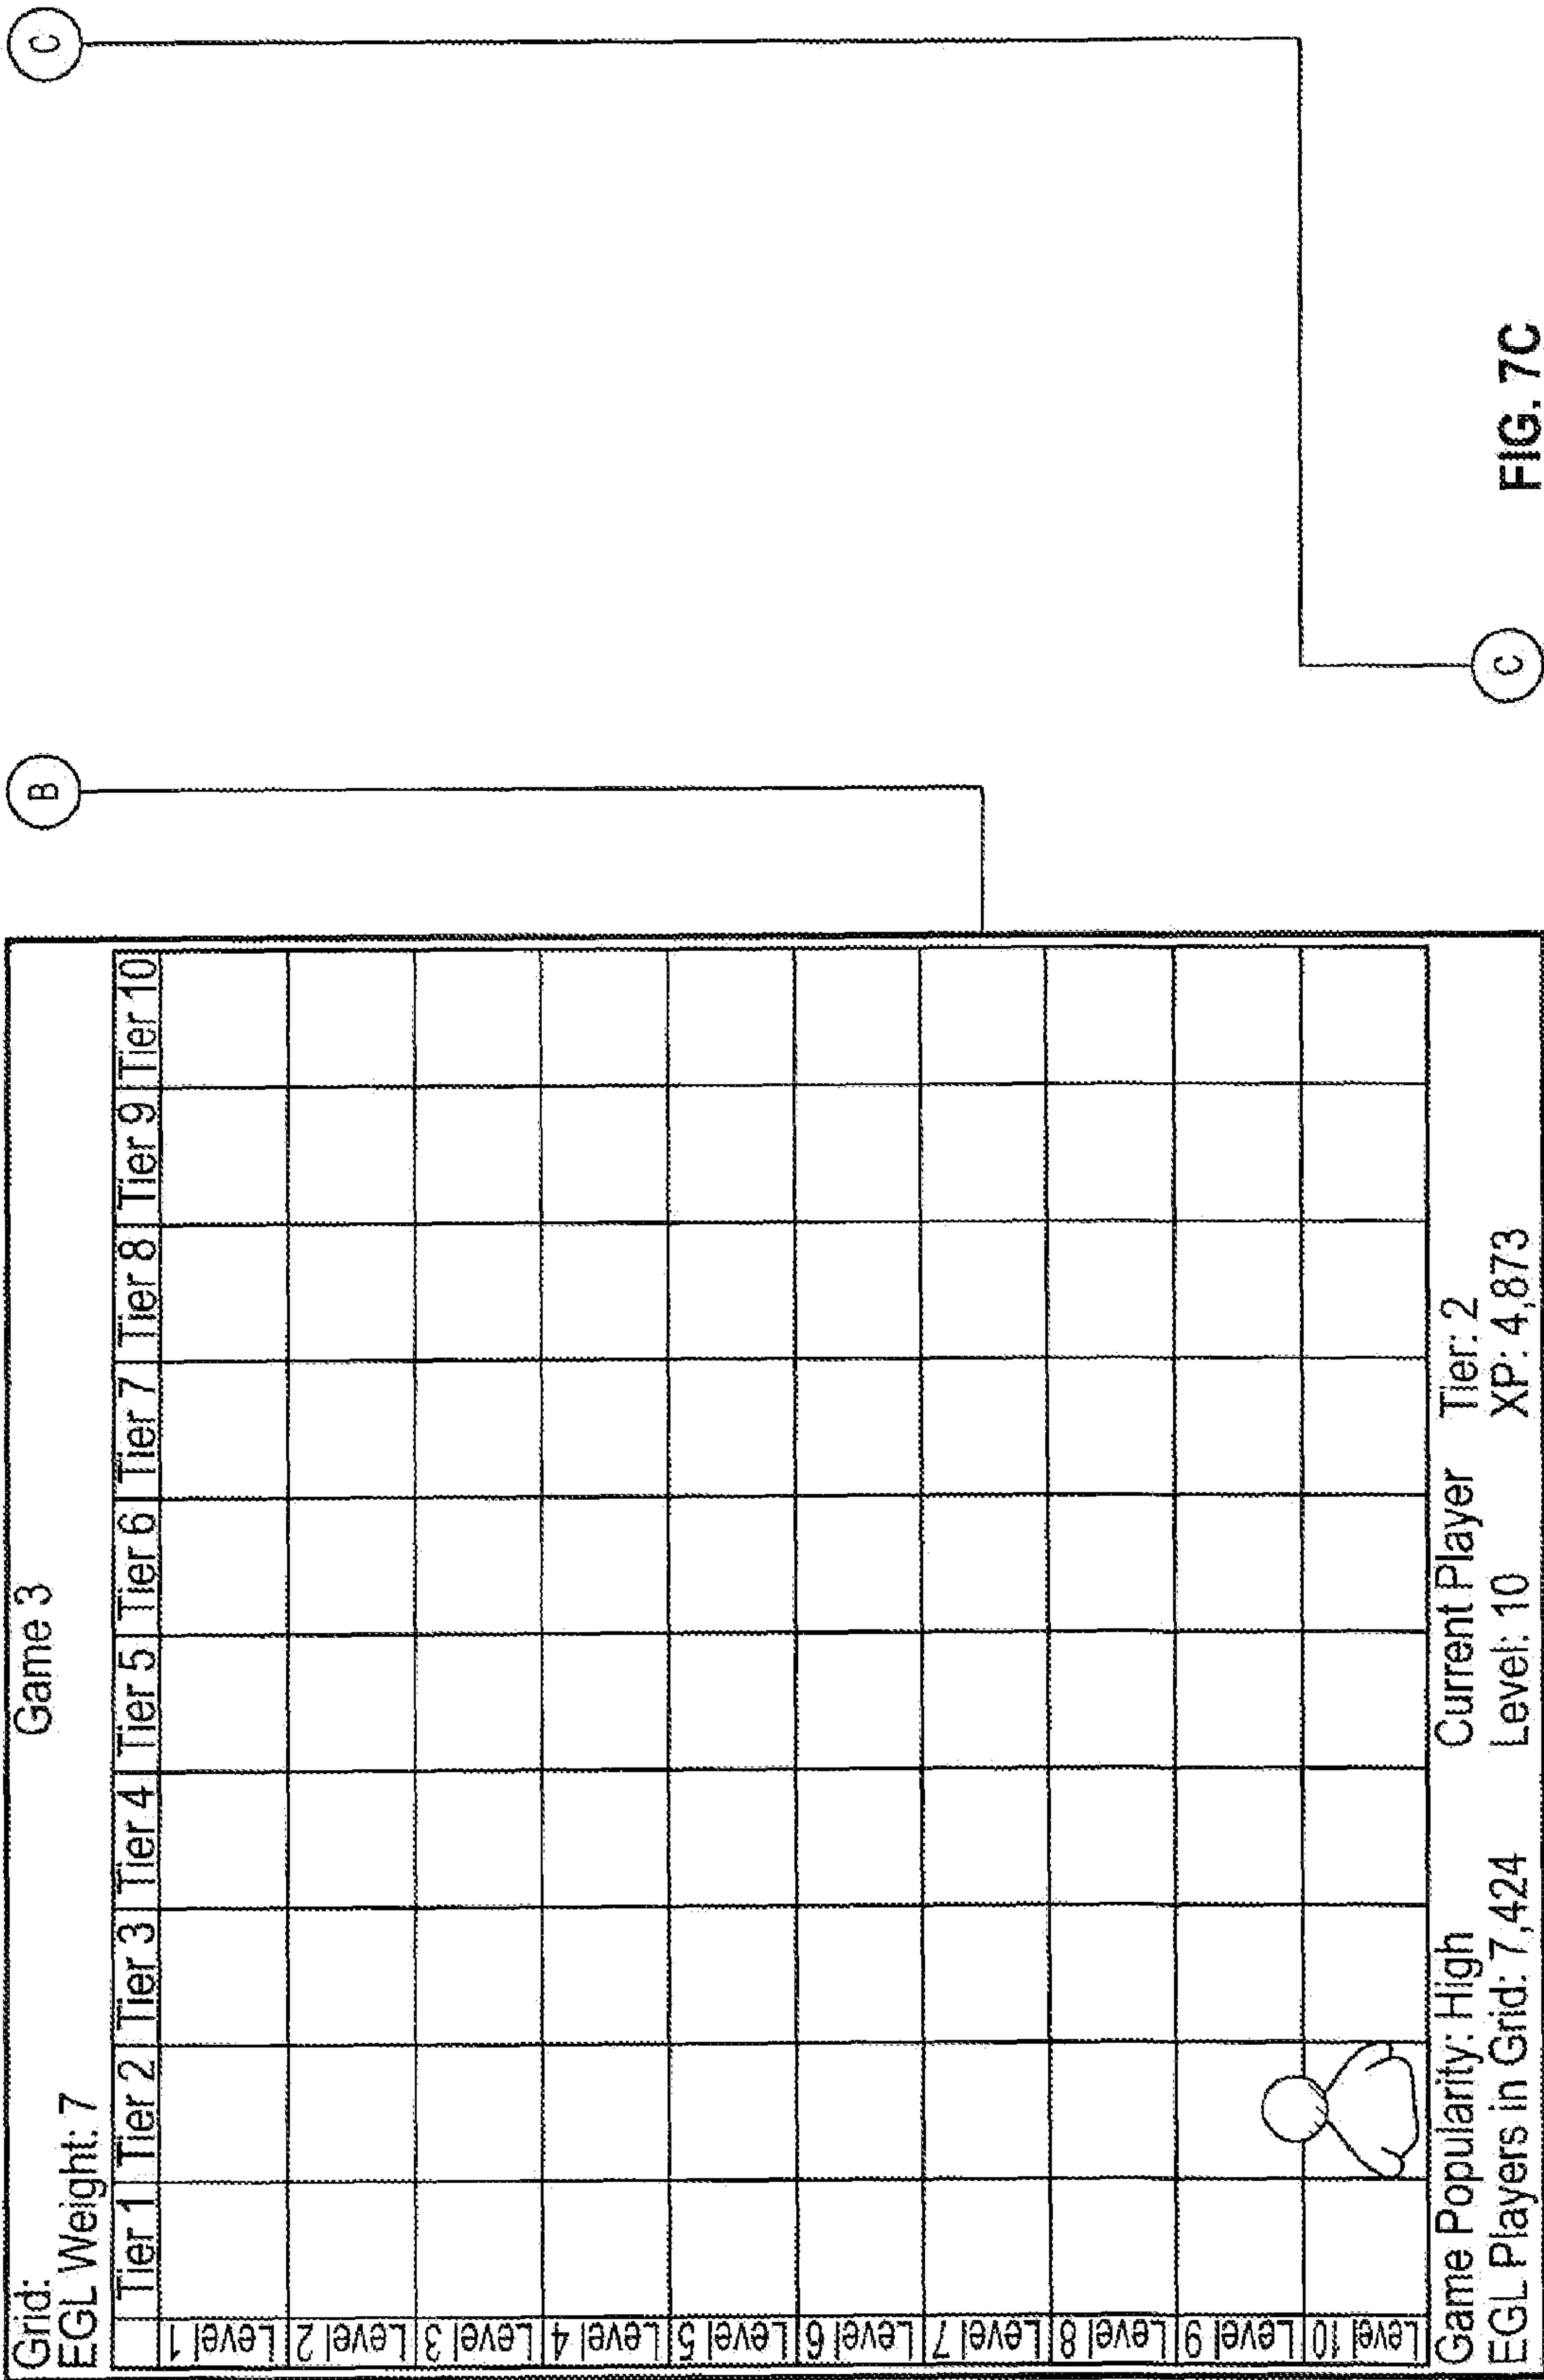 Grid:
Game 3
EGL Weight: 7
Tier 1 Tier 2 Tier 3 Tier 4 Tier 5 Tier 6 Tier 7 Tier 8 Tier 9 Tier 10
Level 1
Level 2
Level 3
Level 4
Level 5
Level 6
Level 7
Level 8
Level 9
Level 10
Game Popularity: High
Current Player
Tier: 2
EGL Players in Grid: 7,424
Level: 10
XP: 4,873
B
C
C
FIG. 7C